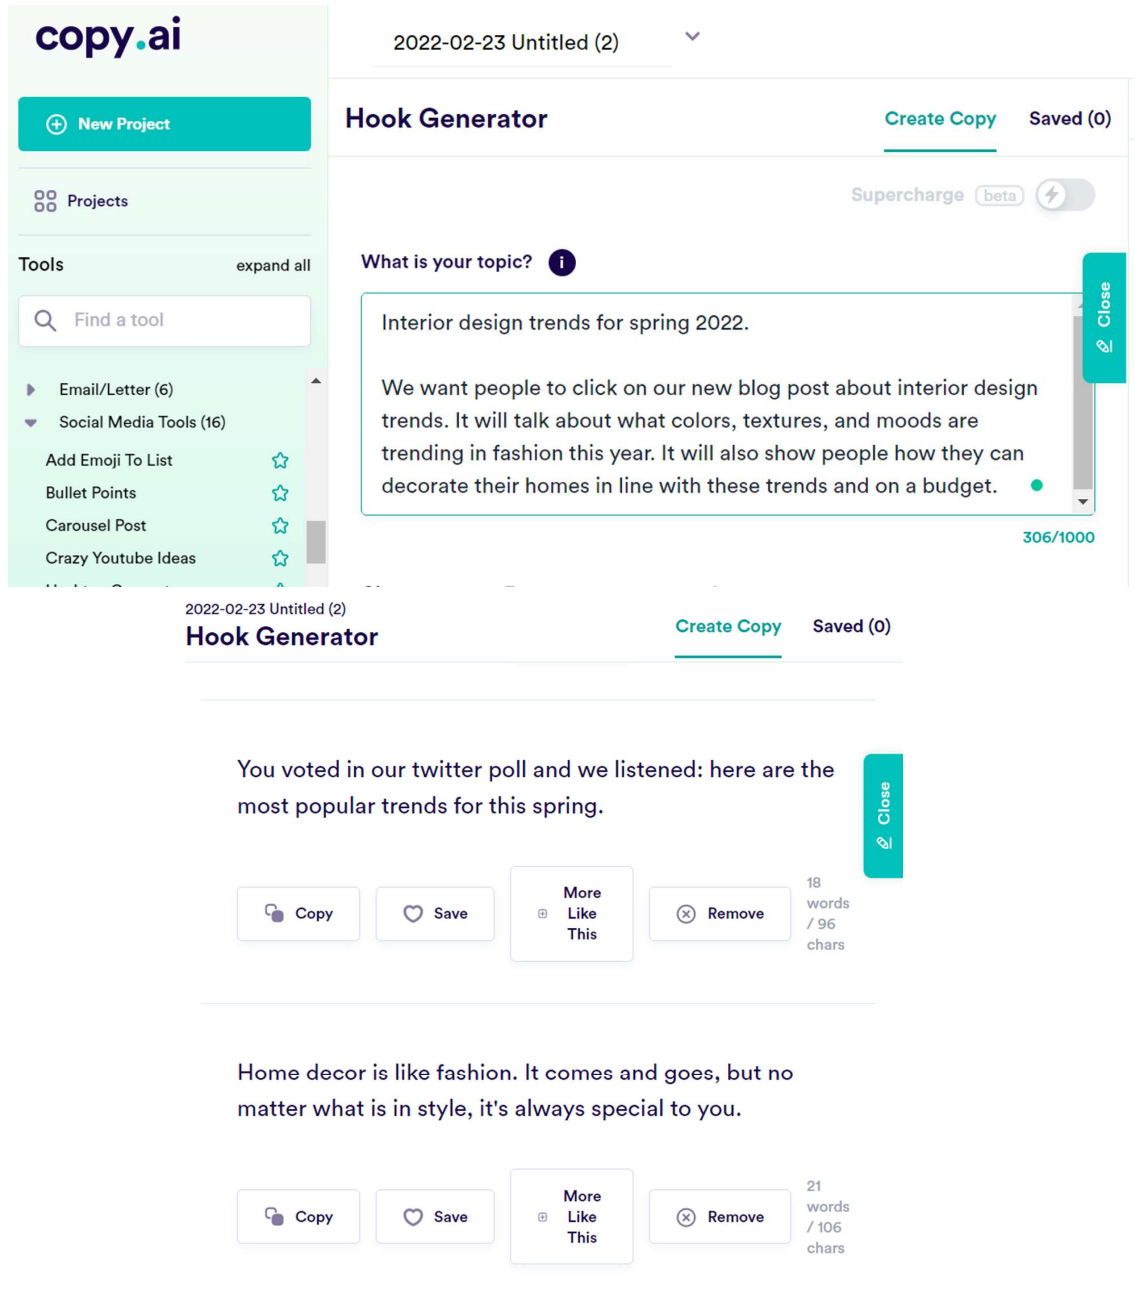 copy.ai
2022-02-23 Untitled (2)
New Project
Hook Generator
Create Copy
Saved (0)
Projects
Supercharge beta
Tools
expand all
What is your topic? i
Find a tool
Interior design trends for spring 2022.
We want people to click on our new blog post about interior design
trends. It will talk about what colors, textures, and moods are
trending in fashion this year. It will also show people how they can
decorate their homes in line with these trends and on a budget.
Close
306/1000
Email/Letter (6)
Social Media Tools (16)
Add Emoji To List
Bullet Points
Carousel Post
Crazy Youtube Ideas
2022-02-23 Untitled (2)
Hook Generator
Create Copy
Saved (0)
You voted in our twitter poll and we listened: here are the
most popular trends for this spring.
Close
Copy
Save
More
Like
This
Remove
18
words
/ 96
chars
Home decor is like fashion. It comes and goes, but no
matter what is in style, it's always special to you.
Copy
Save
More
Like
This
Remove
21
words
/ 106
chars